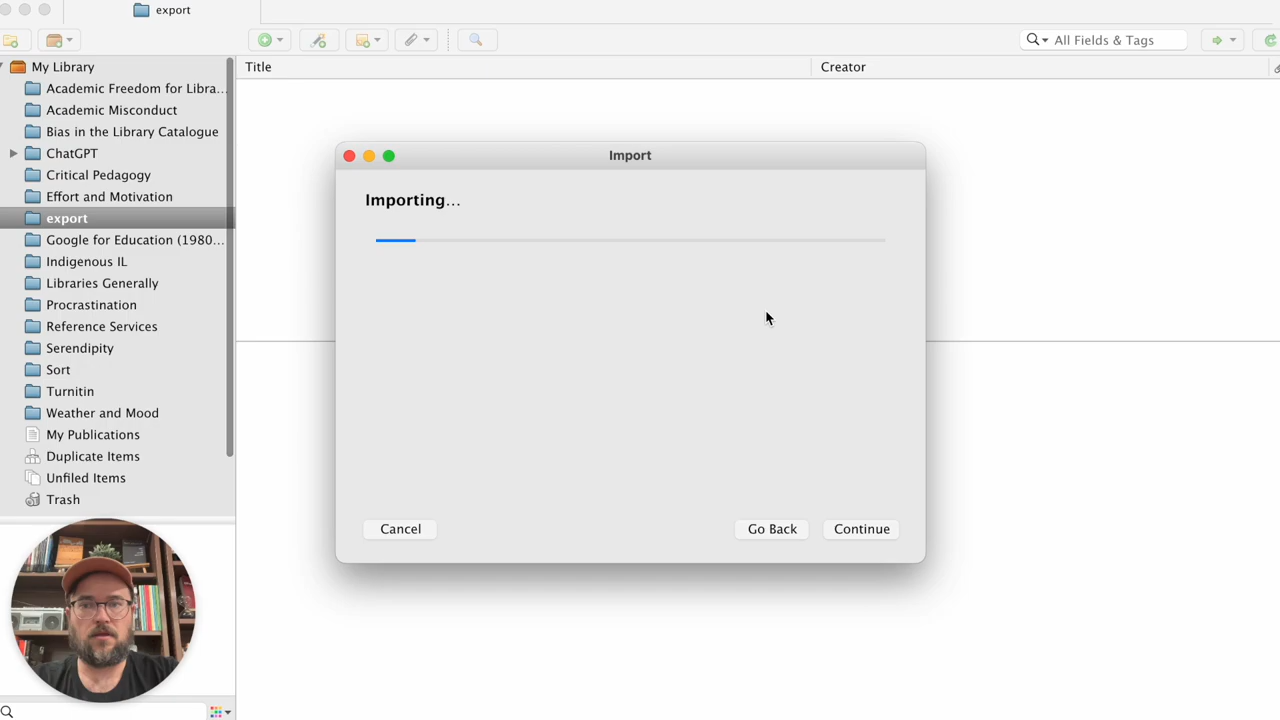 export
All Fields & Tags
My Library
Title
Creator
Academic Freedom for Libra...
Academic Misconduct
Bias in the Library Catalogue
ChatGPT
Critical Pedagogy
Effort and Motivation
export
Google for Education (1980...
Indigenous IL
Libraries Generally
Procrastination
Reference Services
Serendipity
Sort
Turnitin
Weather and Mood
My Publications
Duplicate Items
Unfiled Items
Trash
Import
Importing...
Cancel
Go Back
Continue